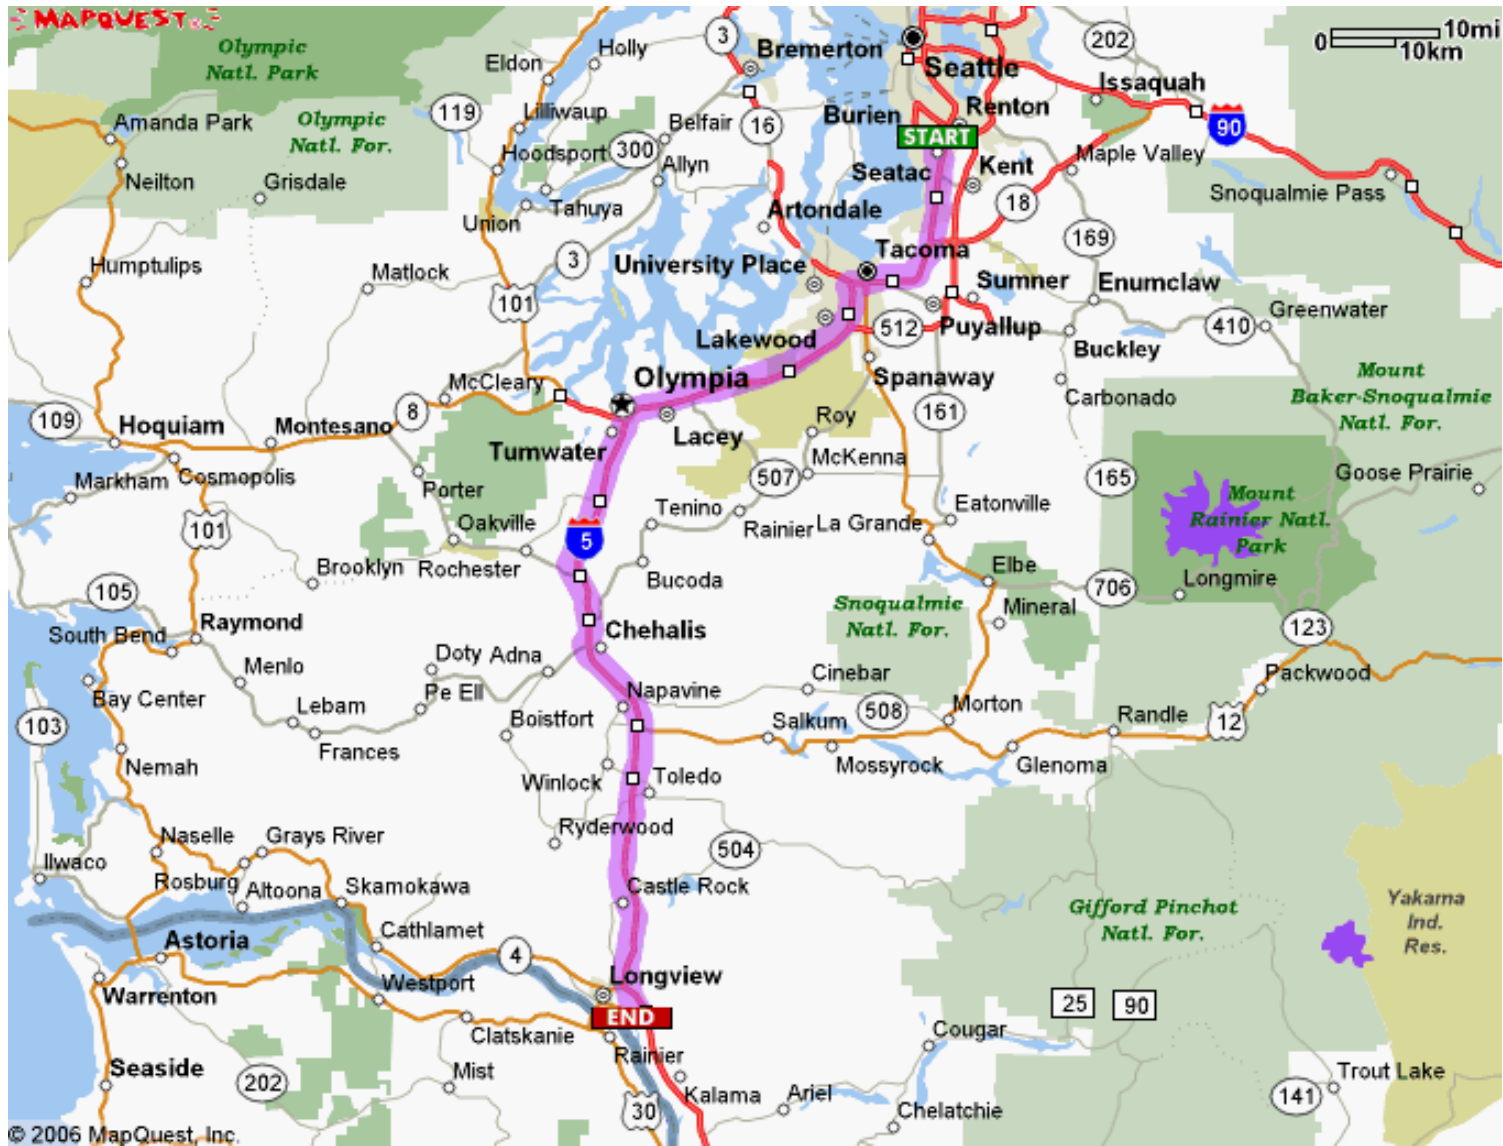 MAPQUEST
Olympic
Natl. Park
Holly
3
Bremerton
Seattle
202
0
10mi
10km
Eldon
Issaquah
119
Lilliwaup
Burien
Renton
90
Amanda Park
Olympic
Natl. For.
Belfair
16
START
Hoodsport
300
Allyn
Maple Valley
Neilton
Grisdale
Seatac
Kent
Snoqualmie Pass
Union
Tahuya
Artondale
18
Humptulips
3
Tacoma
169
Matlock
University Place
Sumner
Enumclaw
101
Greenwater
Lakewood
512
Puyallup
410
Buckley
McCleary
Olympia
Spanaway
Mount
Baker-Snoqualmie
Natl. For.
109
8
Carbonado
Hoquiam
Montesano
Roy
161
Tumwater
Lacey
Markham
Cosmopolis
McKenna
507
165
Goose Prairie
Porter
Mount
Rainier Natl.
Park
101
Oakville
Tenino
Eatonville
5
Rainier
La Grande
Brooklyn
Rochester
Bucoda
Elbe
Longmire
105
706
Snoqualmie
Natl. For.
Mineral
South Bend
Raymond
Chehalis
123
Doty
Adna
Menlo
Cinebar
Packwood
Bay Center
Pe Ell
Napavine
Lebam
Boistfort
508
Morton
103
Salkum
Randle
12
Frances
Nemah
Winlock
Toledo
Mossyrock
Glenoma
Naselle
Grays River
Ryderwood
504
Ilwaco
Rosburg
Altoona
Skamokawa
Castle Rock
Gifford Pinchot
Natl. For.
Yakama
Ind.
Res.
Astoria
Cathlamet
4
Warrenton
Westport
Longview
25
90
END
Clatskanie
Cougar
Rainier
Seaside
202
Mist
Kalama
Ariel
Trout Lake
30
Chelatchie
141
© 2006 MapQuest, Inc.